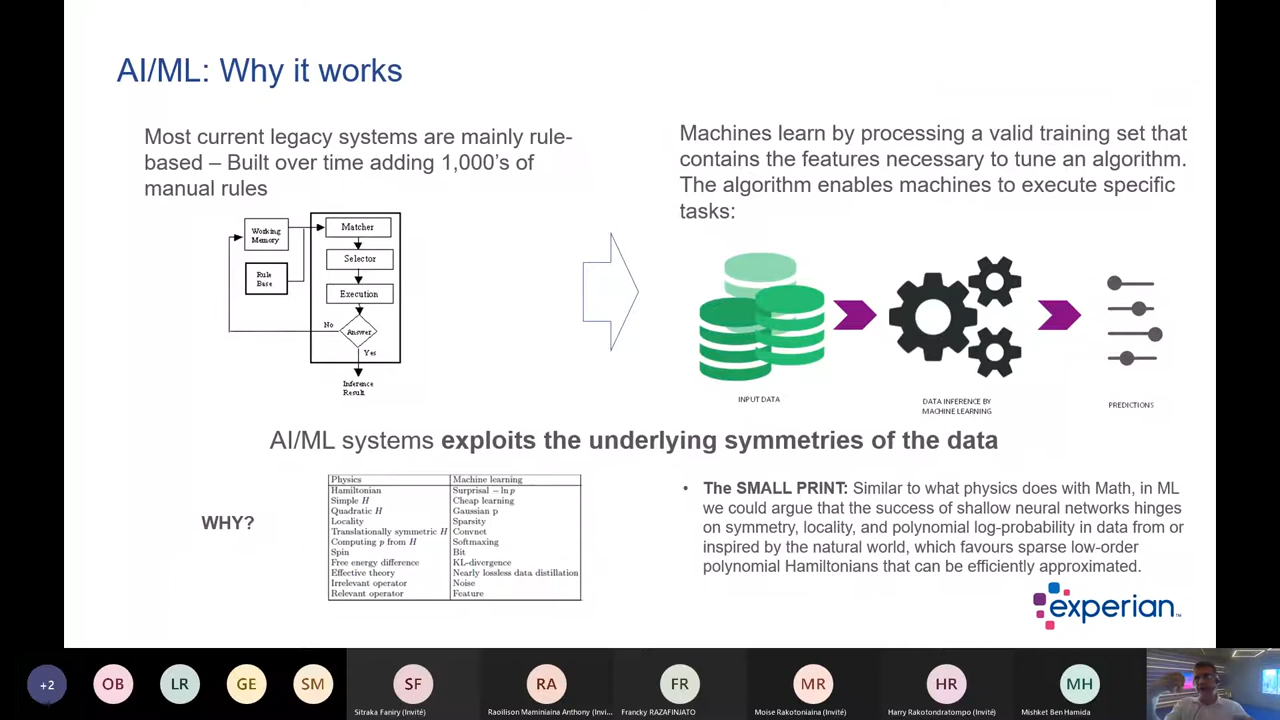 AI/ML: Why it works
Most current legacy systems are mainly rule-
based – Built over time adding 1,000's of
manual rules
Machines learn by processing a valid training set that
contains the features necessary to tune an algorithm.
The algorithm enables machines to execute specific
tasks:
Working
Memory
Rule
Base
Matcher
Selector
Execution
No
Answer
Yes
Inference
Result
INPUT DATA
DATA INFERENCE BY
MACHINE LEARNING
PREDICTIONS
AI/ML systems exploits the underlying symmetries of the data
WHY?
Physics Machine learning
Hamiltonian Surprisal −ln p
Simple H Cheap learning
Quadratic H Gaussian p
Locality Sparsity
Translationally symmetric H Convnet
Computing p from H Softmaxing
Spin Bit
Free energy difference KL-divergence
Effective theory Nearly lossless data distillation
Irrelevant operator Noise
Relevant operator Feature
• The SMALL PRINT: Similar to what physics does with Math, in ML
we could argue that the success of shallow neural networks hinges
on symmetry, locality, and polynomial log-probability in data from or
inspired by the natural world, which favours sparse low-order
polynomial Hamiltonians that can be efficiently approximated.
experian™
+2
OB
LR
GE
SM
SF
RA
FR
MR
HR
MH
Sitraka Faniry (Invité)
Raoilison Maminiaina Anthony (Invi...
Francky RAZAFINJATO
Moise Rakotoniaina (Invité)
Harry Rakotondratompo (Invité)
Mishket Ben Hamida